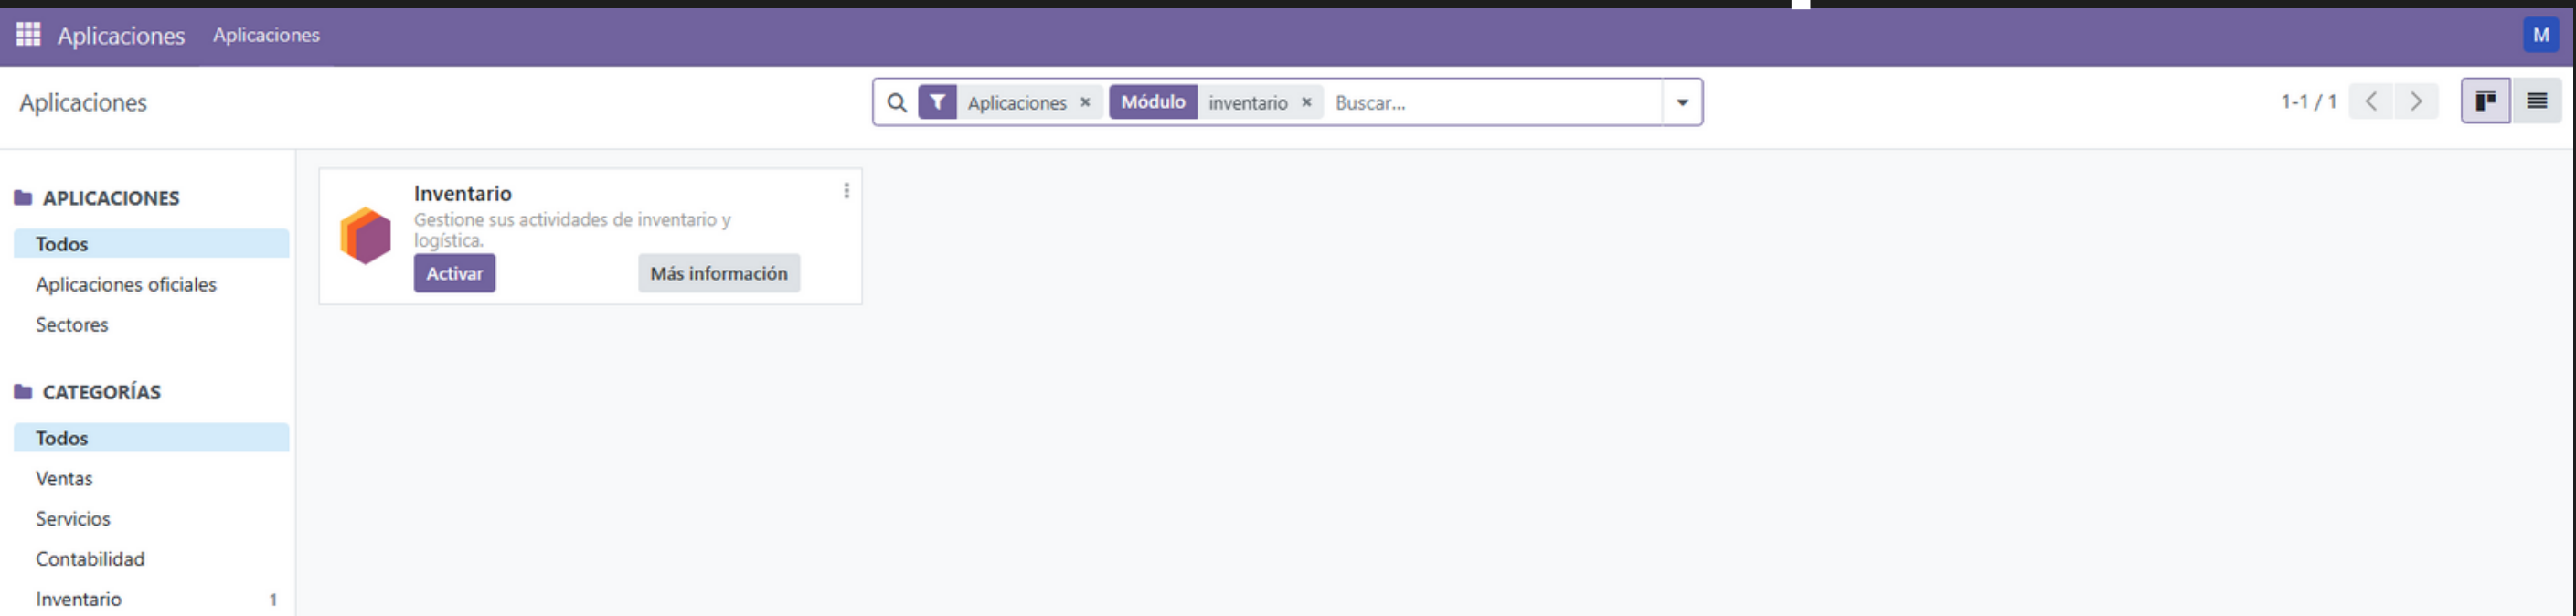 Aplicaciones Aplicaciones M
Aplicaciones Aplicaciones × Módulo inventario × Buscar... 1-1 / 1
APLICACIONES
Todos
Aplicaciones oficiales
Sectores
CATEGORÍAS
Todos
Ventas
Servicios
Contabilidad
Inventario 1
Inventario
Gestione sus actividades de inventario y
logística.
Activar Más información